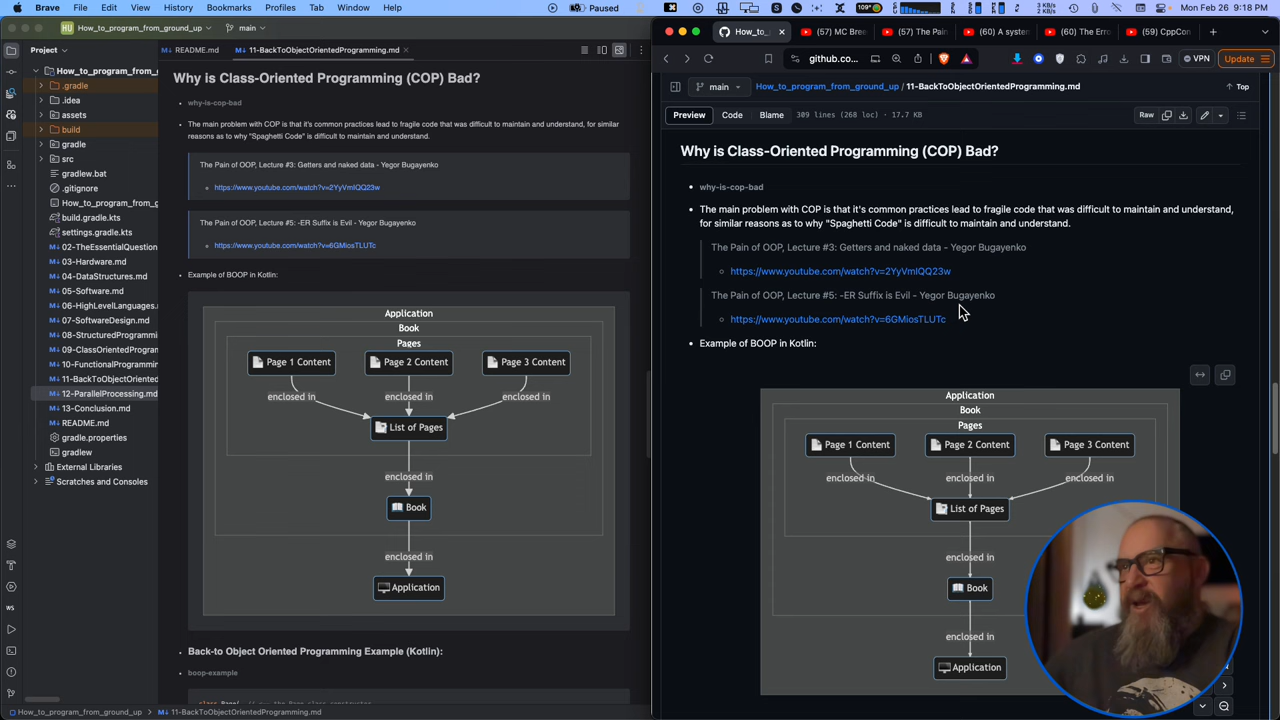 Brave File Edit View History Bookmarks Profiles Tab Window Help
Paused
109°
3 KB/s
2 KB/s
Mon Feb 26 9:18 PM
HU How_to_program_from_ground_up main
Project
How_to_program_from_ground_
.gradle
.idea
assets
build
gradle
src
gradlew.bat
.gitignore
How_to_program_from_ground_
build.gradle.kts
settings.gradle.kts
02-TheEssentialQuestion
03-Hardware.md
04-DataStructures.md
05-Software.md
06-HighLevelLanguages.
07-SoftwareDesign.md
08-StructuredProgramm
09-ClassOrientedProgram
10-FunctionalProgrammin
11-BackToObjectOriented
12-ParallelProcessing.md
13-Conclusion.md
README.md
gradle.properties
gradlew
External Libraries
Scratches and Consoles
README.md
11-BackToObjectOrientedProgramming.md
Why is Class-Oriented Programming (COP) Bad?
why-is-cop-bad
The main problem with COP is that it's common practices lead to fragile code that was difficult to maintain and understand, for similar
reasons as to why "Spaghetti Code" is difficult to maintain and understand.
The Pain of OOP, Lecture #3: Getters and naked data - Yegor Bugayenko
https://www.youtube.com/watch?v=2YyVmIQQ23w
The Pain of OOP, Lecture #5: -ER Suffix is Evil - Yegor Bugayenko
https://www.youtube.com/watch?v=6GMiosTLUTc
Example of BOOP in Kotlin:
Application
Book
Pages
Page 1 Content Page 2 Content Page 3 Content
enclosed in enclosed in enclosed in
List of Pages
enclosed in
Book
enclosed in
Application
Back-to Object Oriented Programming Example (Kotlin):
boop-example
How_to_program_from_ground_up 11-BackToObjectOrientedProgramming.md
WS
How_to_
(57) MC Bree
(57) The Pain
(60) A system
(60) The Erro
(59) CppCon
github.co...
VPN
Update
main
How_to_program_from_ground_up / 11-BackToObjectOrientedProgramming.md
Top
Preview Code Blame 309 lines (268 loc) · 17.7 KB
Raw
Why is Class-Oriented Programming (COP) Bad?
why-is-cop-bad
The main problem with COP is that it's common practices lead to fragile code that was difficult to maintain and understand,
for similar reasons as to why "Spaghetti Code" is difficult to maintain and understand.
The Pain of OOP, Lecture #3: Getters and naked data - Yegor Bugayenko
https://www.youtube.com/watch?v=2YyVmIQQ23w
The Pain of OOP, Lecture #5: -ER Suffix is Evil - Yegor Bugayenko
https://www.youtube.com/watch?v=6GMiosTLUTc
Example of BOOP in Kotlin:
Application
Book
Pages
Page 1 Content Page 2 Content Page 3 Content
enclosed in enclosed in
List of Pages
enclosed in
Book
enclosed in
Application